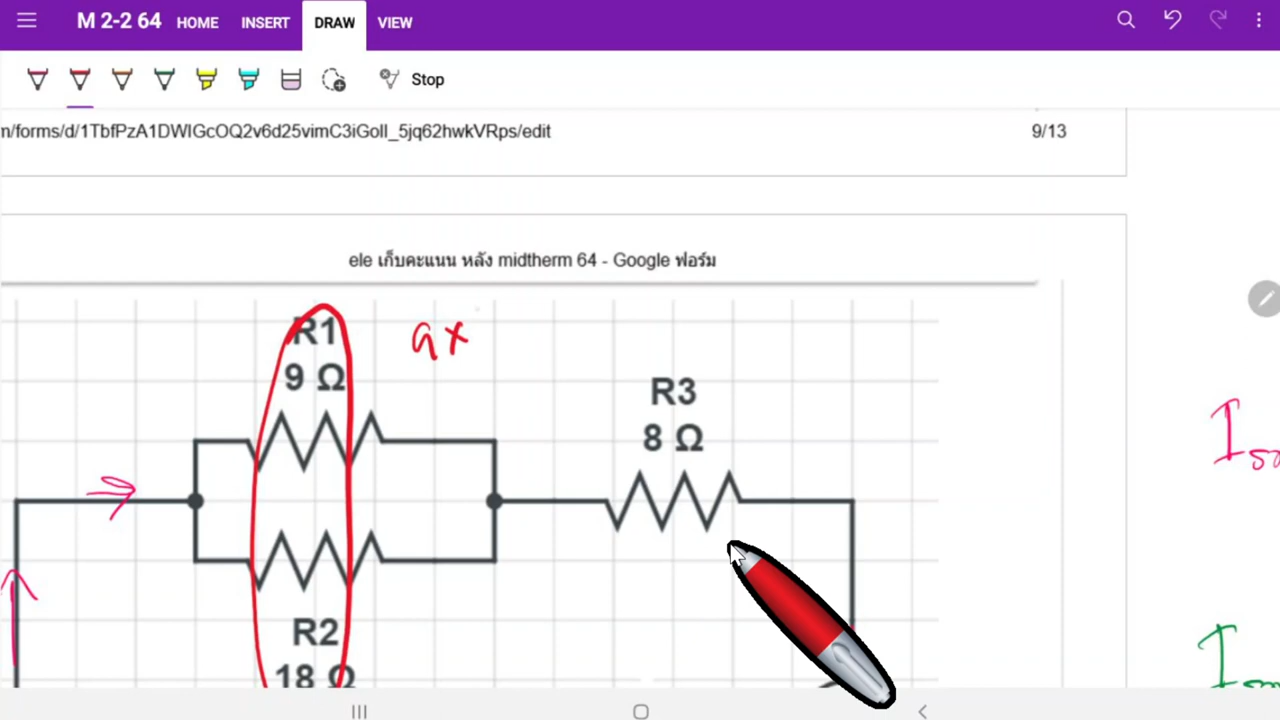 M 2-2 64 HOME INSERT DRAW VIEW
Stop
n/forms/d/1TbfPzA1DWIGcOQ2v6d25vimC3iGoll_5jq62hwkVRps/edit 9/13
ele เก็บคะแนน หลัง midtherm 64 - Google ฟอร์ม
R1
9 Ω
9x
R3
8 Ω
R2
18 Ω
I
I